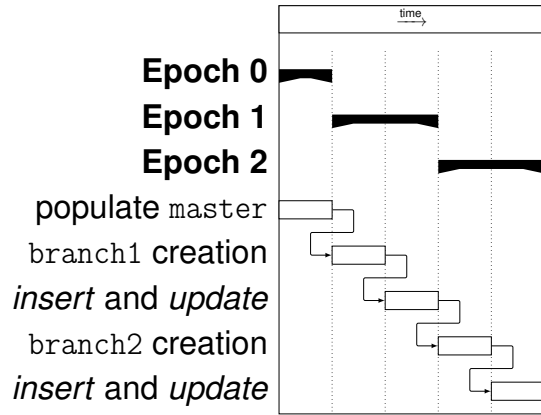 time
Epoch 0
Epoch 1
Epoch 2
populate master
branch1 creation
insert and update
branch2 creation
insert and update